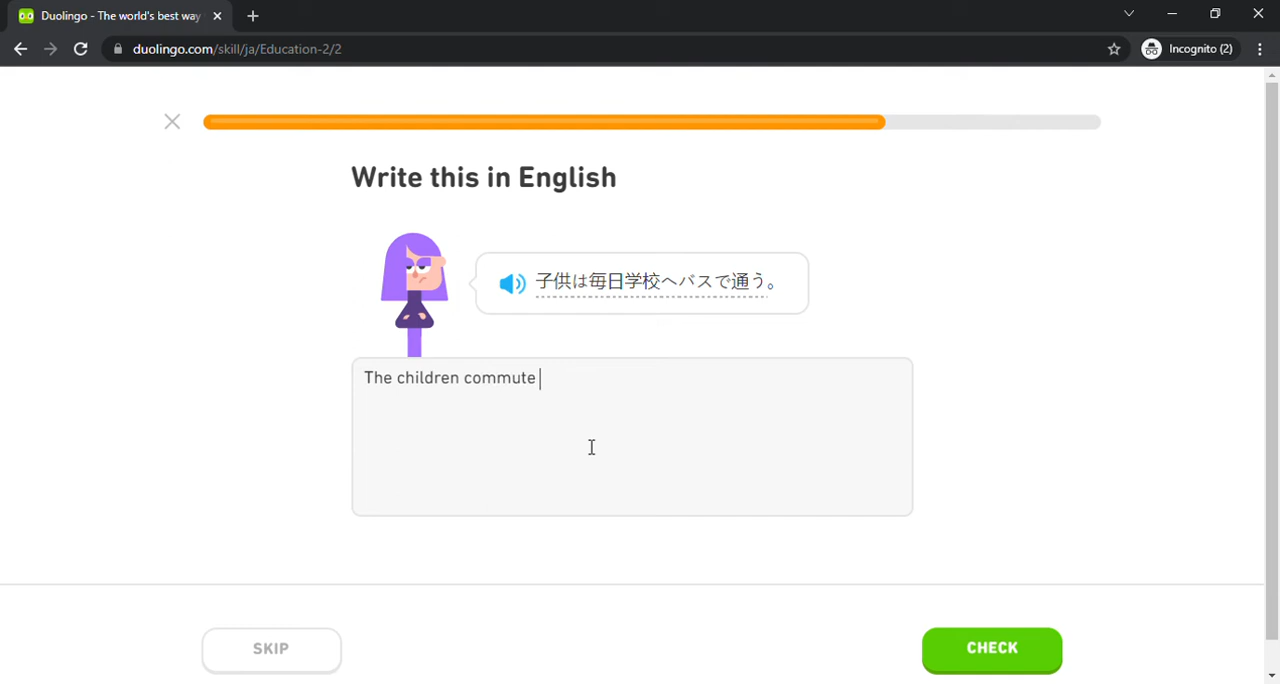 Duolingo - The world's best way
duolingo.com/skill/ja/Education-2/2
Incognito (2)
Write this in English
子供は毎日学校へバスで通う。
The children commute
SKIP
CHECK